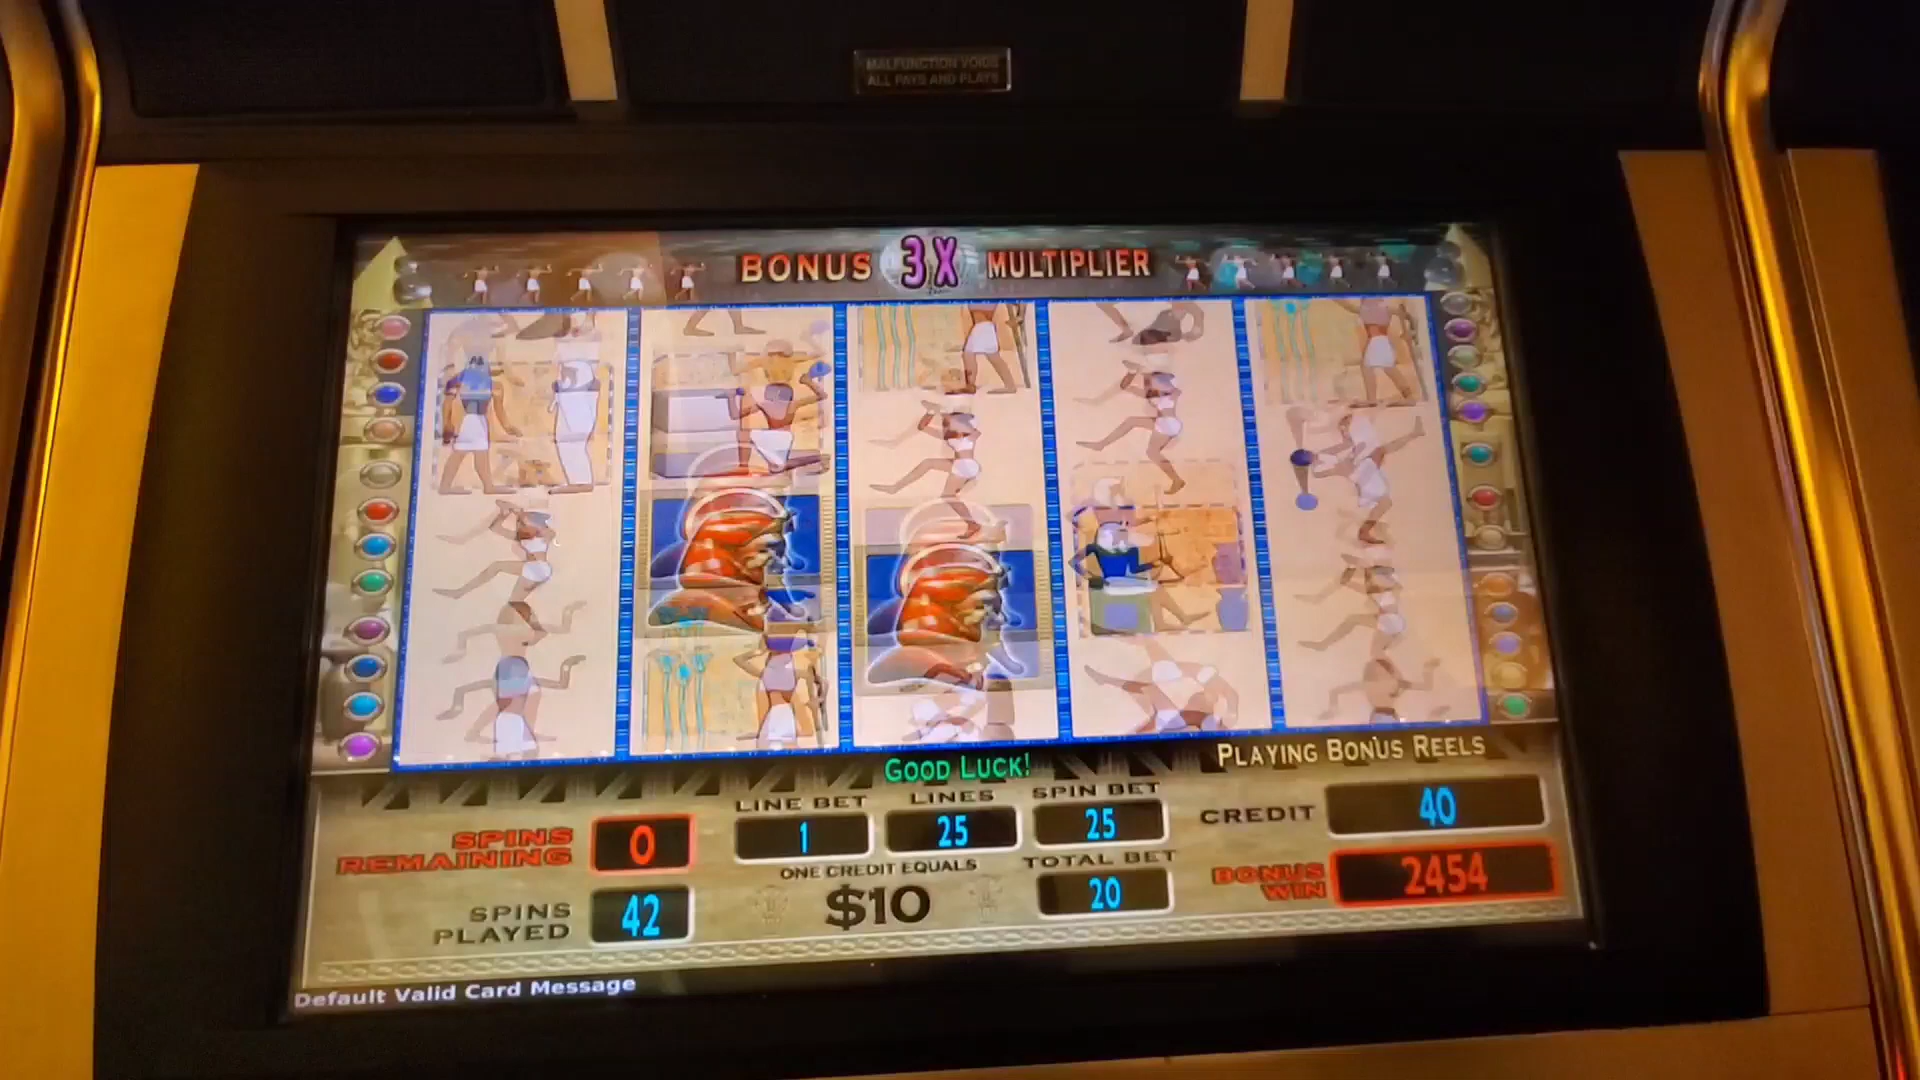 MALFUNCTION VOIDS
ALL PAYS AND PLAYS
BONUS 3X MULTIPLIER
GOOD LUCK!
PLAYING BONUS REELS
SPINS
REMAINING
0
LINE BET
1
LINES
25
SPIN BET
25
CREDIT
40
ONE CREDIT EQUALS
$10
TOTAL BET
20
BONUS
WIN
2454
SPINS
PLAYED
42
Default Valid Card Message